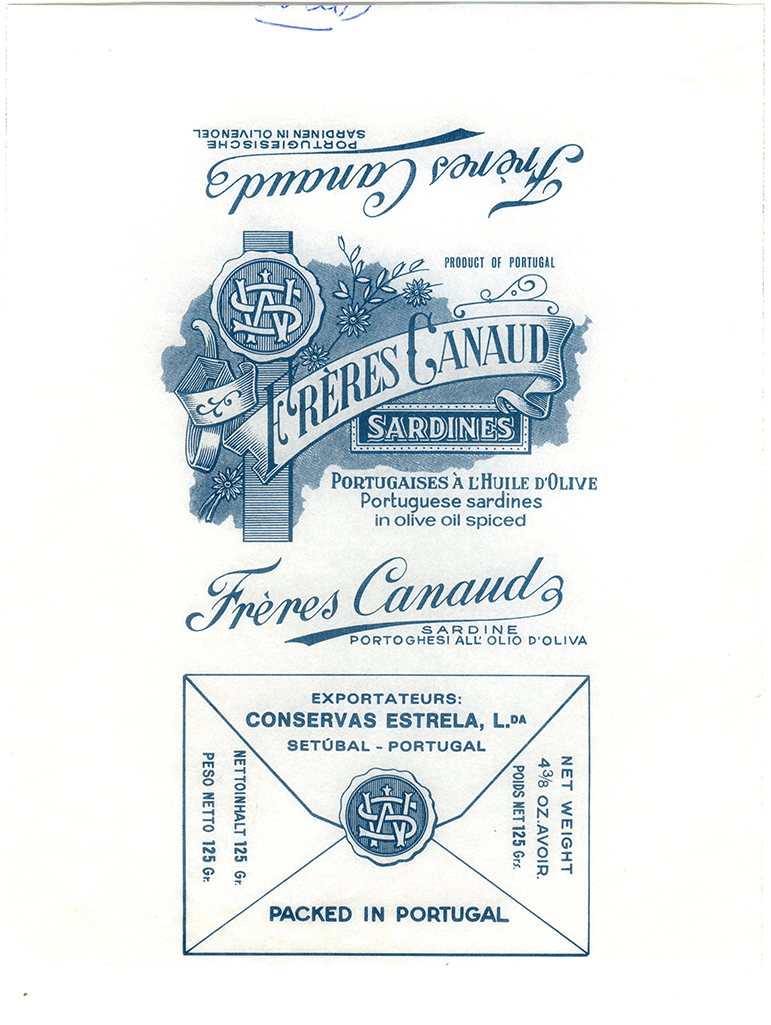 Frères Canaud
PORTUGIESISCHE
SARDINEN IN OLIVENOEL
PRODUCT OF PORTUGAL
FRÈRES CANAUD
SARDINES
PORTUGAISES À L'HUILE D'OLIVE
Portuguese sardines
in olive oil spiced
Frères Canaud
SARDINE
PORTOGHESI ALL' OLIO D'OLIVA
EXPORTATEURS:
CONSERVAS ESTRELA, L.DA
SETÚBAL - PORTUGAL
NETTOINHALT 125 Gr.
PESO NETTO 125 Gr.
NET WEIGHT
4 3/8 OZ. AVOIR.
POIDS NET 125 Grs.
PACKED IN PORTUGAL